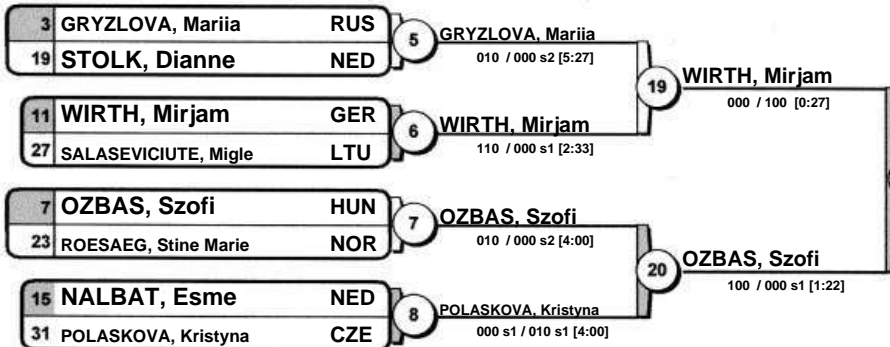 3 GRYZLOVA, Mariia RUS
19 STOLK, Dianne NED
5
GRYZLOVA, Mariia
010 / 000 s2 [5:27]
11 WIRTH, Mirjam GER
27 SALASEVICIUTE, Migle LTU
6
WIRTH, Mirjam
110 / 000 s1 [2:33]
19
WIRTH, Mirjam
000 / 100 [0:27]
7 OZBAS, Szofi HUN
23 ROESAEG, Stine Marie NOR
7
OZBAS, Szofi
010 / 000 s2 [4:00]
15 NALBAT, Esme NED
31 POLASKOVA, Kristyna CZE
8
POLASKOVA, Kristyna
000 s1 / 010 s1 [4:00]
20
OZBAS, Szofi
100 / 000 s1 [1:22]